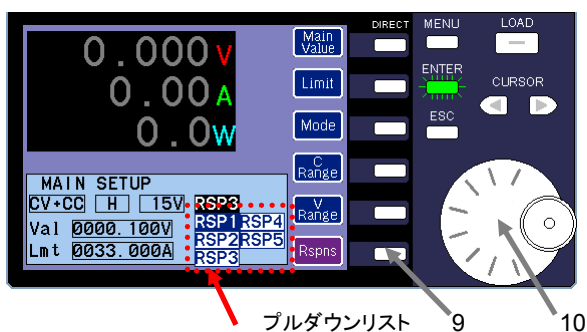 DIRECT MENU LOAD
0.000V
Main
Value
0.00A
Limit
ENTER
CURSOR
0.0W
Mode
ESC
C
Range
MAIN SETUP
CV+CC H 15V RSP3
Val 0000.100V
RSP1 RSP4
V
Range
RSP2 RSP5
Lmt 0033.000A
RSP3
Rspns
プルダウンリスト 9 10